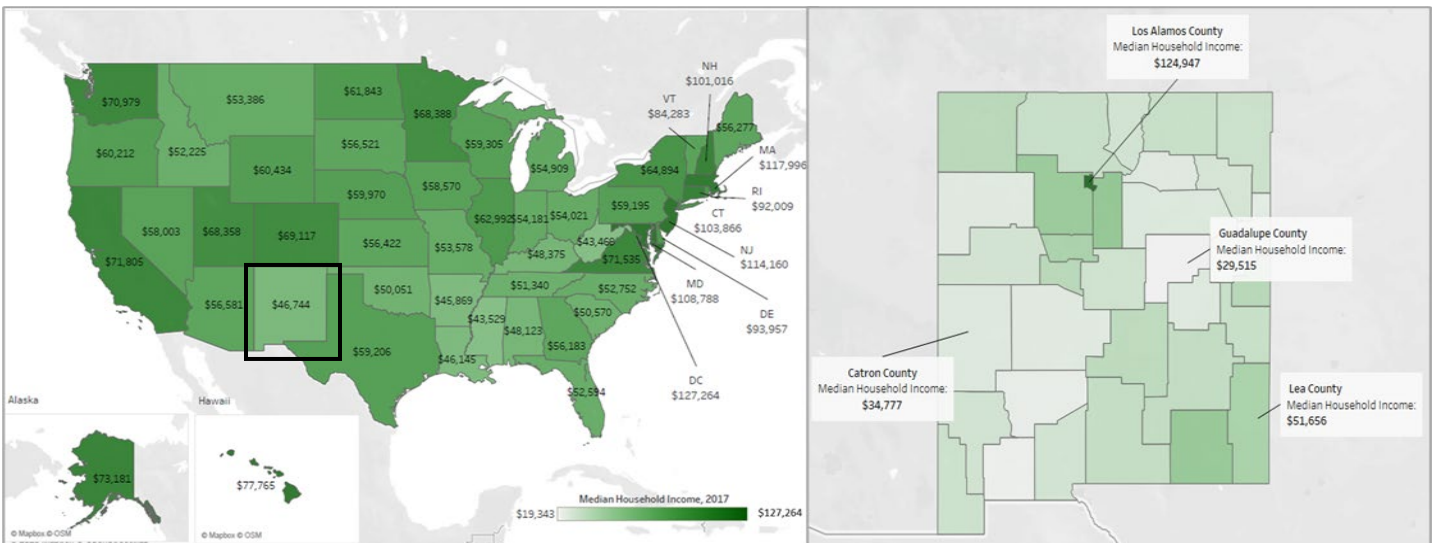 NH
$101,016
VT
$84,283
$70,979
$53,386
$61,843
$68,388
$56,277
$60,212
$52,225
$56,521
$59,305
MA
$117,996
$54,909
$64,894
$60,434
RI
$92,009
$58,570
$59,970
$59,195
CT
$103,866
$58,003
$68,358
$69,117
$62,992
$54,181
$54,021
NJ
$114,160
$71,805
$56,422
$53,578
$48,375
$43,469
$71,535
MD
$108,788
$56,581
$46,744
$50,051
$51,340
$52,752
DE
$93,957
$45,869
$43,529
$48,123
$50,570
$59,206
$56,183
$46,145
$52,594
DC
$127,264
Alaska
Hawaii
$73,181
$77,765
Median Household Income, 2017
$19,343
$127,264
© Mapbox © OSM
© Mapbox © OSM
Los Alamos County
Median Household Income:
$124,947
Guadalupe County
Median Household Income:
$29,515
Catron County
Median Household Income:
$34,777
Lea County
Median Household Income:
$51,656